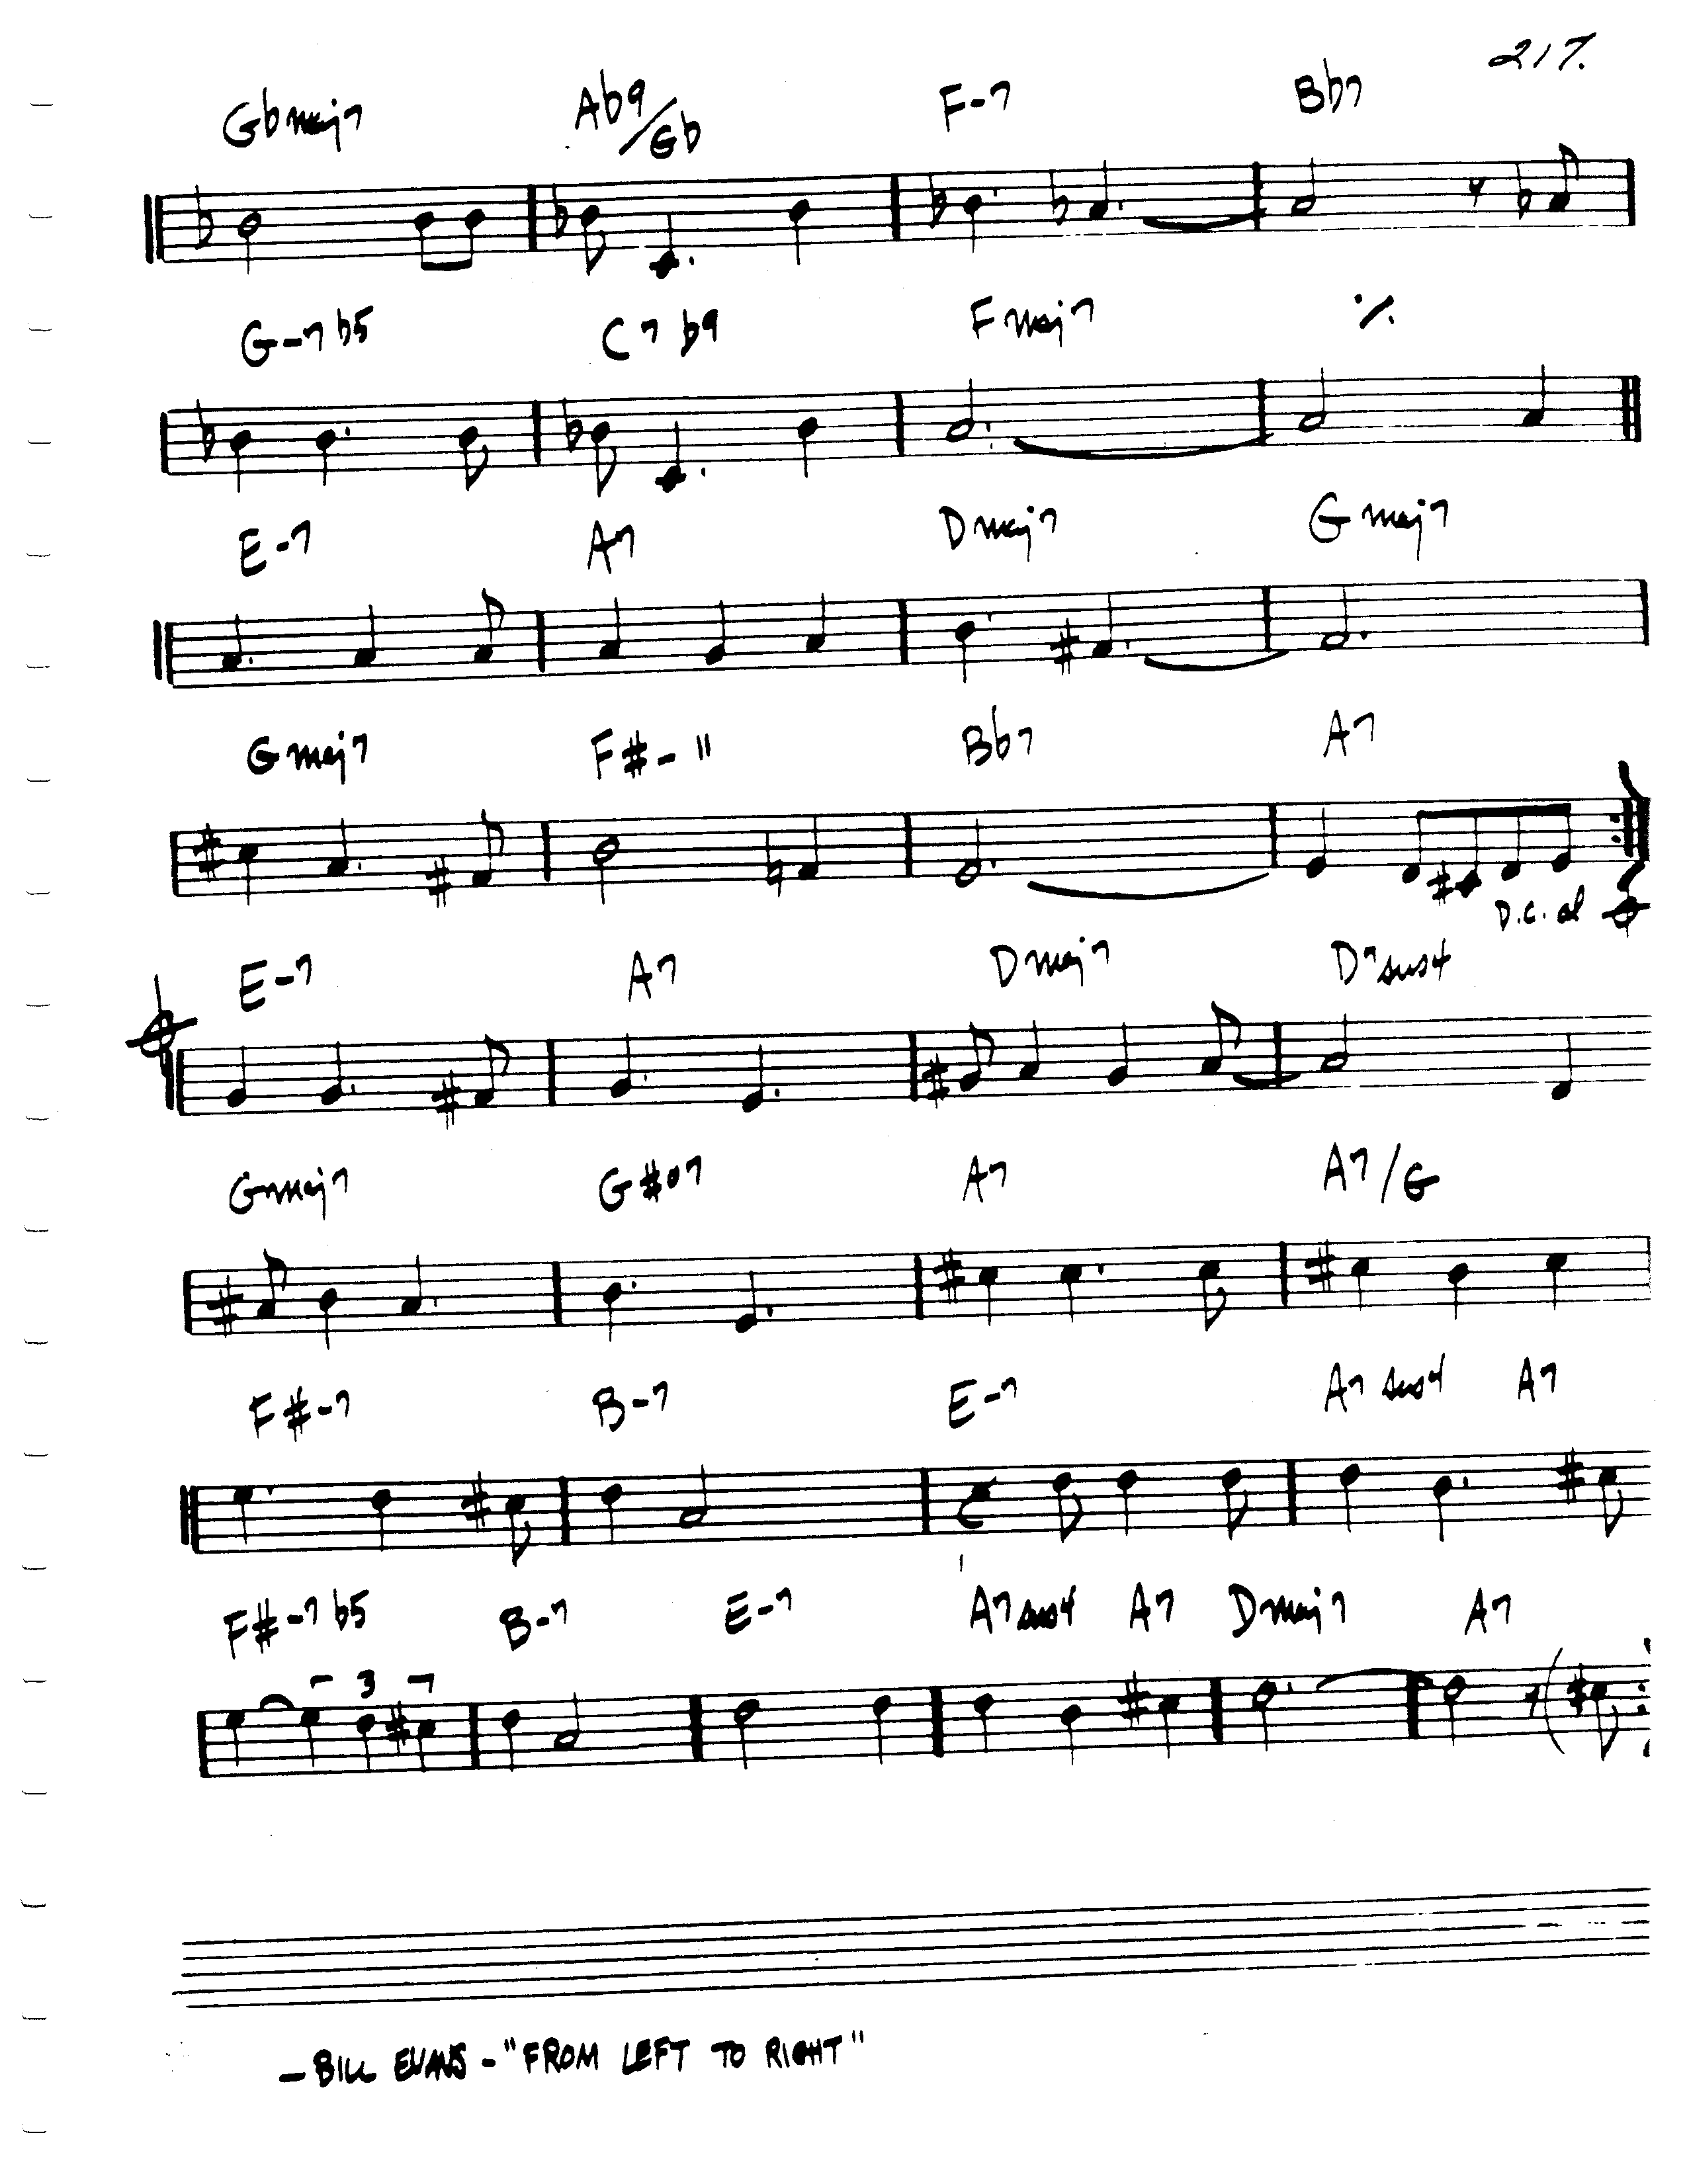 217.
Gbmaj7 Ab9/Gb F-7 Bb7
G-7b5 C7b9 Fmaj7 ٪
E-7 A7 Dmaj7 Gmaj7
Gmaj7 F#-11 Bb7 A7
D.C. al
E-7 A7 Dmaj7 D7sus4
Gmaj7 G#o7 A7 A7/G
F#-7 B-7 E-7 A7sus4 A7
F#-7b5 B-7 E-7 A7sus4 A7 Dmaj7 A7
3
- BILL EVANS - "FROM LEFT TO RIGHT"